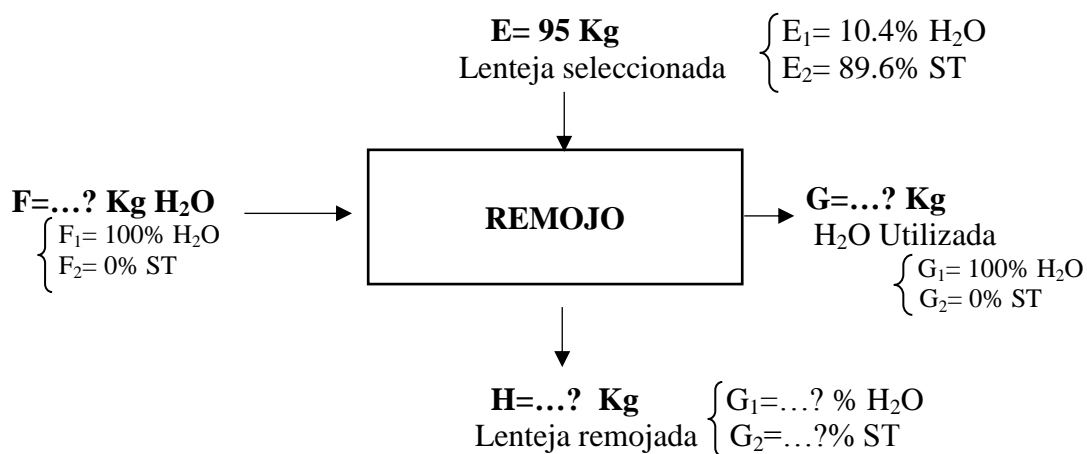 E= 95 Kg
Lenteja seleccionada
E₁= 10.4% H₂O
E₂= 89.6% ST
F=…? Kg H₂O
F₁= 100% H₂O
F₂= 0% ST
REMOJO
G=…? Kg
H₂O Utilizada
G₁= 100% H₂O
G₂= 0% ST
H=…? Kg
Lenteja remojada
G₁=…? % H₂O
G₂=…?% ST